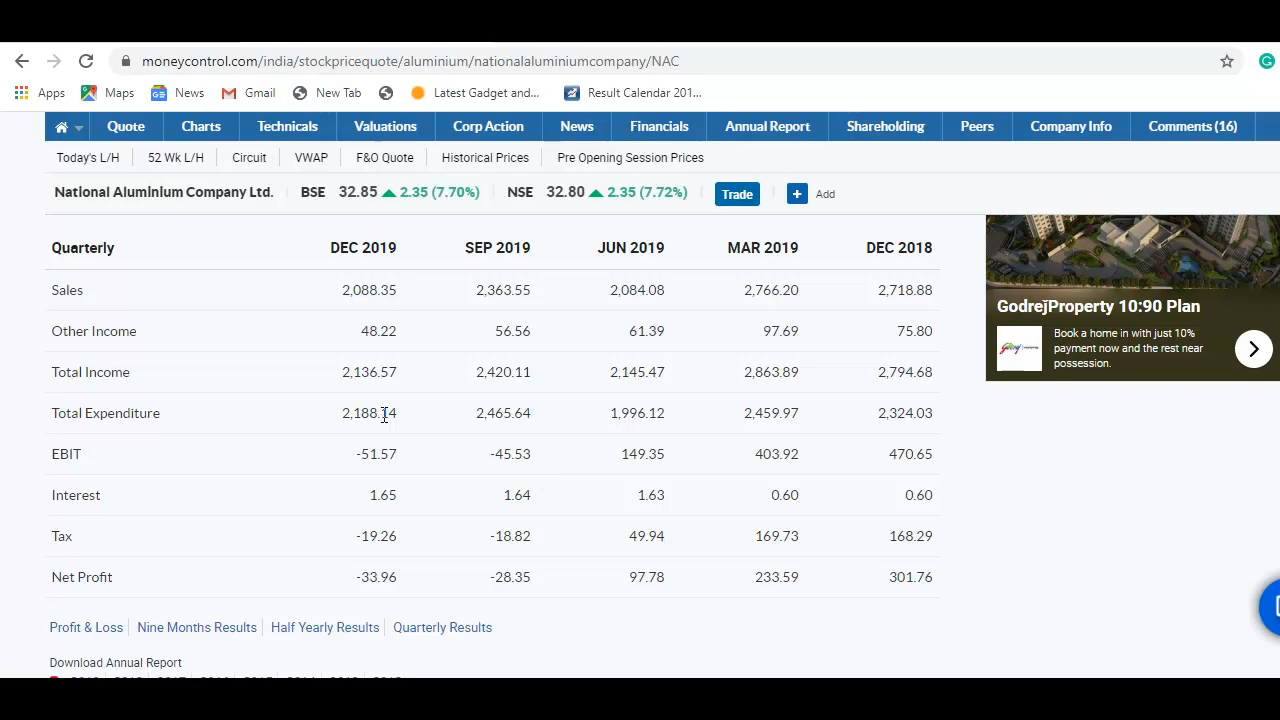 moneycontrol.com/india/stockpricequote/aluminium/nationalaluminiumcompany/NAC
Apps Maps News Gmail New Tab Latest Gadget and... Result Calendar 201...
Quote Charts Technicals Valuations Corp Action News Financials Annual Report Shareholding Peers Company Info Comments (16)
Today's L/H 52 Wk L/H Circuit VWAP F&O Quote Historical Prices Pre Opening Session Prices
National Aluminium Company Ltd. BSE 32.85 2.35 (7.70%) NSE 32.80 2.35 (7.72%) Trade + Add
Quarterly DEC 2019 SEP 2019 JUN 2019 MAR 2019 DEC 2018
Sales 2,088.35 2,363.55 2,084.08 2,766.20 2,718.88
Other Income 48.22 56.56 61.39 97.69 75.80
Total Income 2,136.57 2,420.11 2,145.47 2,863.89 2,794.68
Total Expenditure 2,188.14 2,465.64 1,996.12 2,459.97 2,324.03
EBIT -51.57 -45.53 149.35 403.92 470.65
Interest 1.65 1.64 1.63 0.60 0.60
Tax -19.26 -18.82 49.94 169.73 168.29
Net Profit -33.96 -28.35 97.78 233.59 301.76
Profit & Loss Nine Months Results Half Yearly Results Quarterly Results
Download Annual Report
GodrejProperty 10:90 Plan
Book a home in with just 10%
payment now and the rest near
possession.